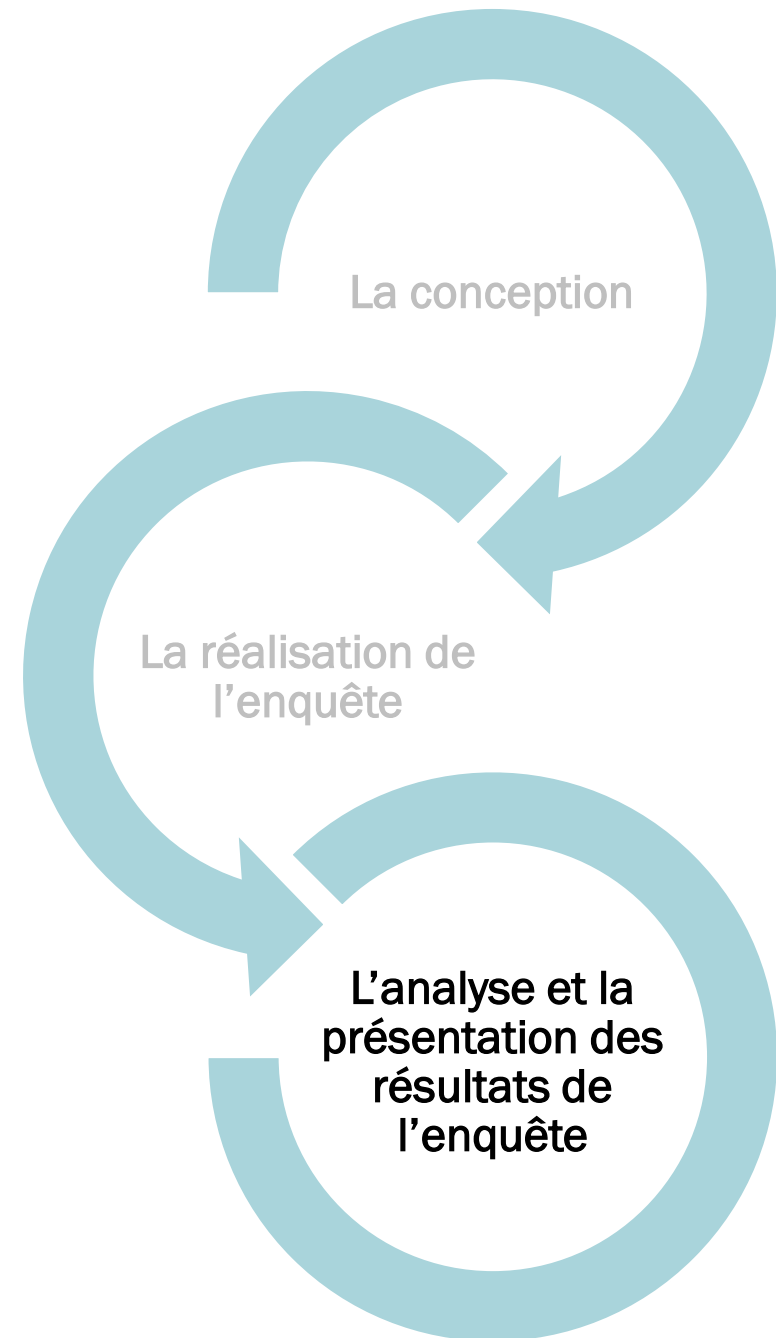 La conception
La réalisation de
l’enquête
L’analyse et la
présentation des
résultats de
l’enquête